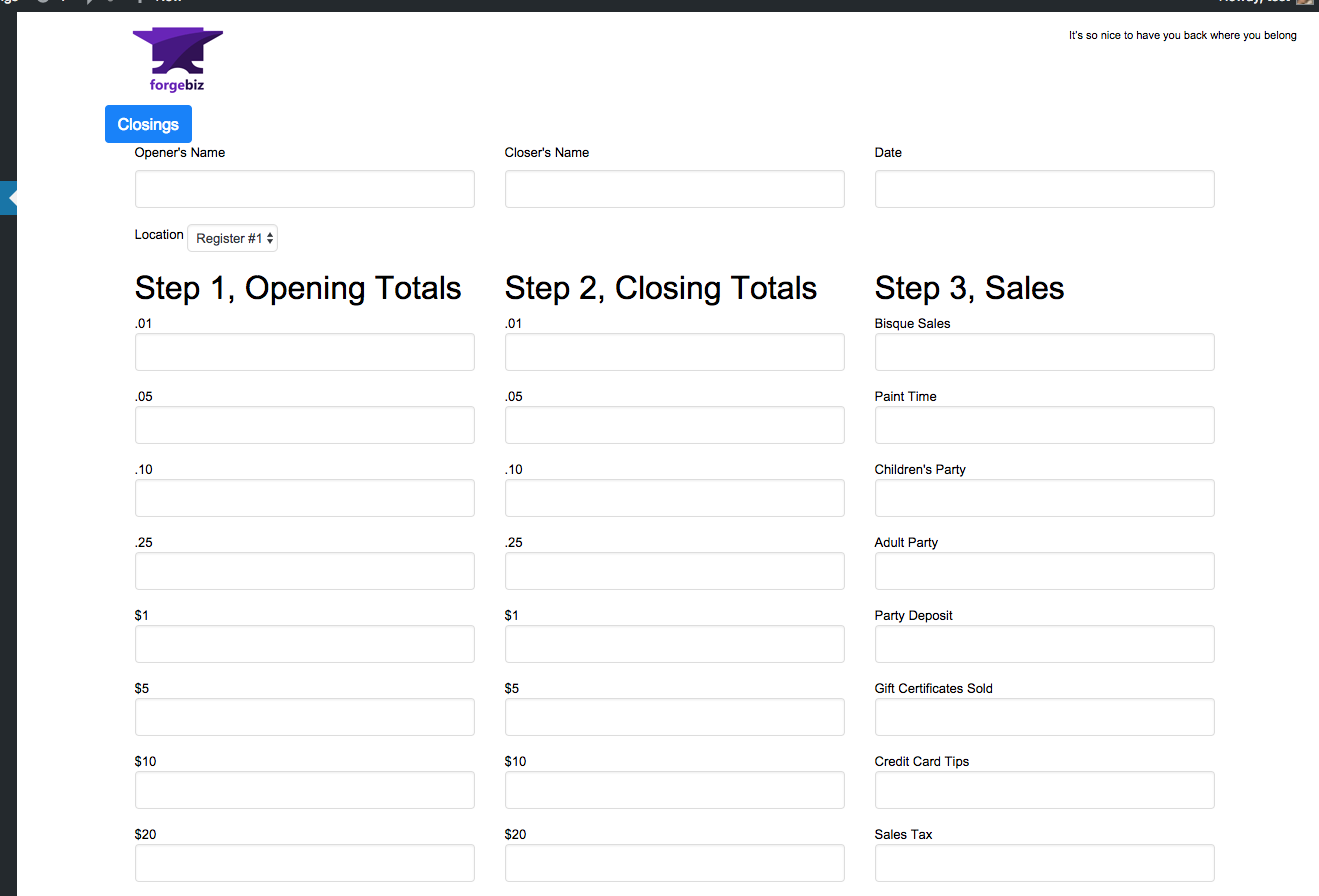 It's so nice to have you back where you belong
forgebiz
Closings
Opener's Name
Closer's Name
Date
Location Register #1
Step 1, Opening Totals
Step 2, Closing Totals
Step 3, Sales
.01
.01
Bisque Sales
.05
.05
Paint Time
.10
.10
Children's Party
.25
.25
Adult Party
$1
$1
Party Deposit
$5
$5
Gift Certificates Sold
$10
$10
Credit Card Tips
$20
$20
Sales Tax